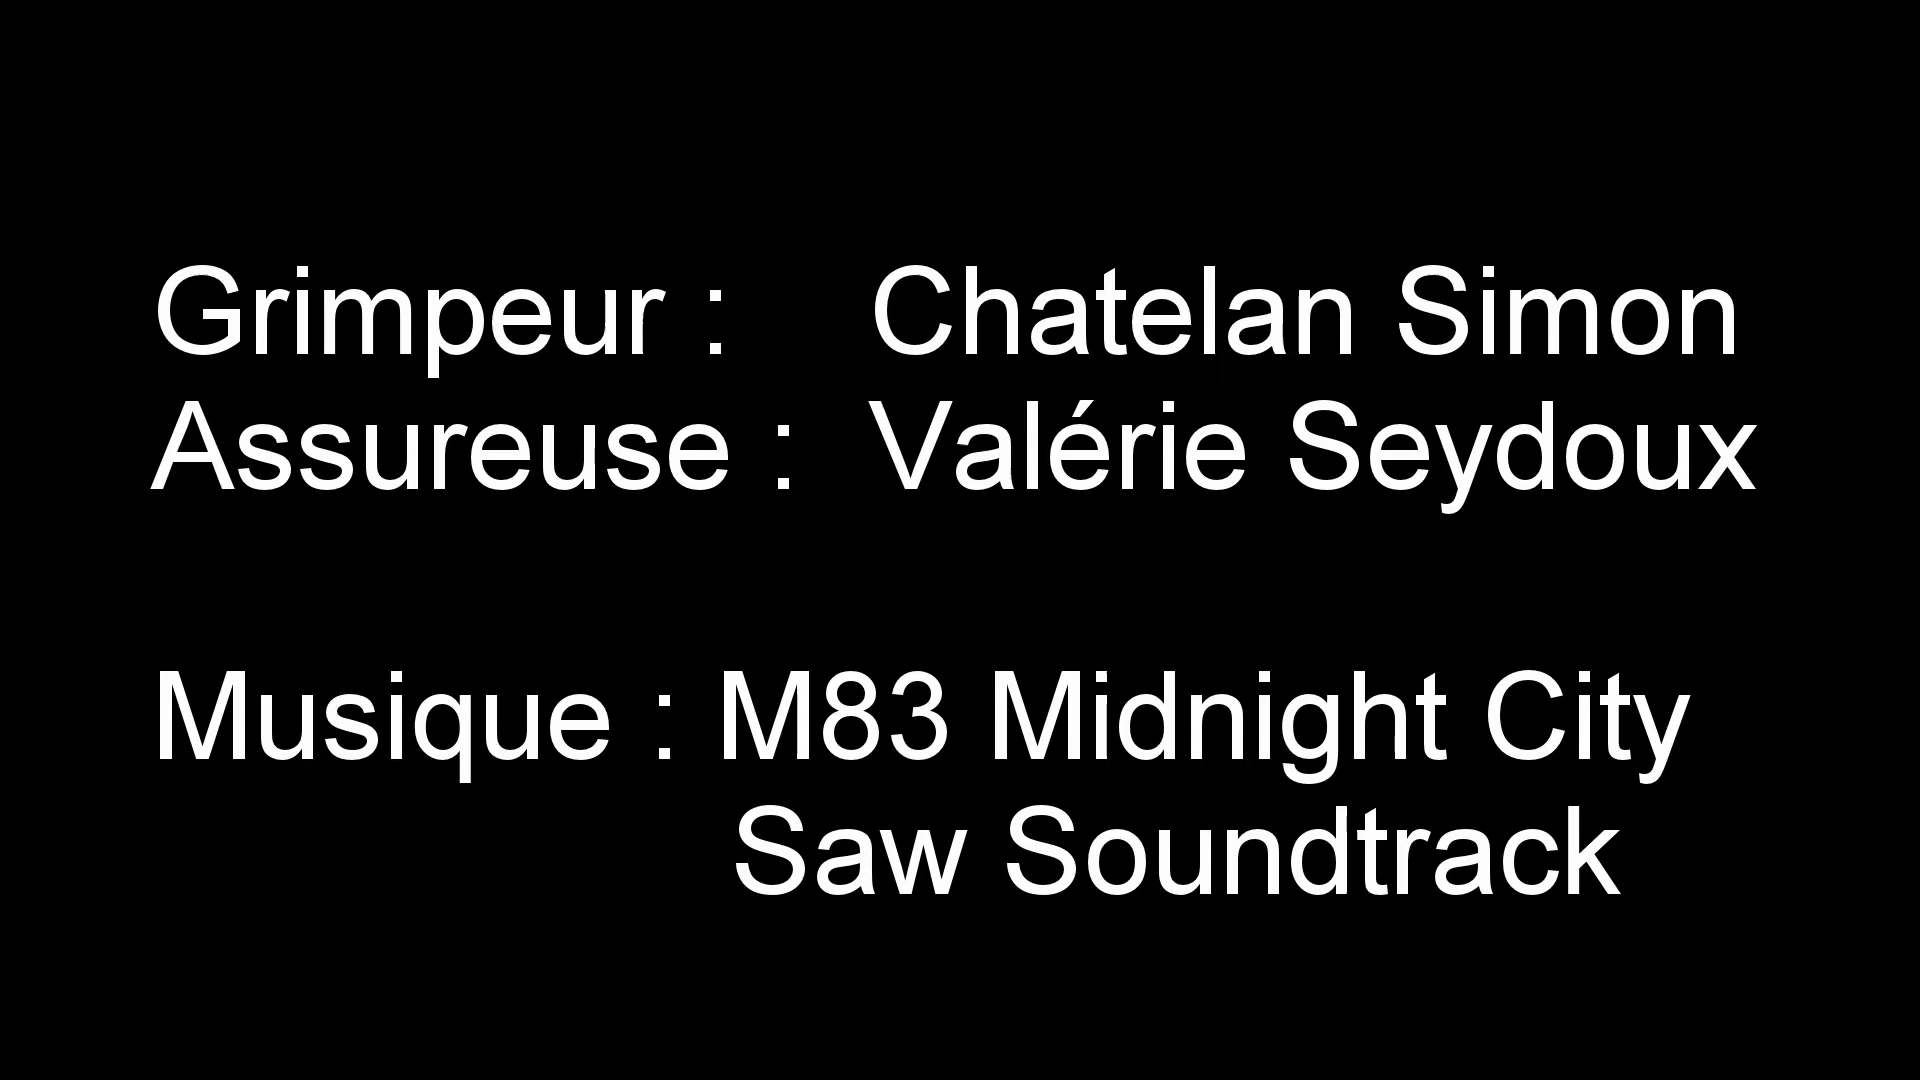 Grimpeur : Chatelan Simon
Assureuse : Valérie Seydoux
Musique : M83 Midnight City
Saw Soundtrack